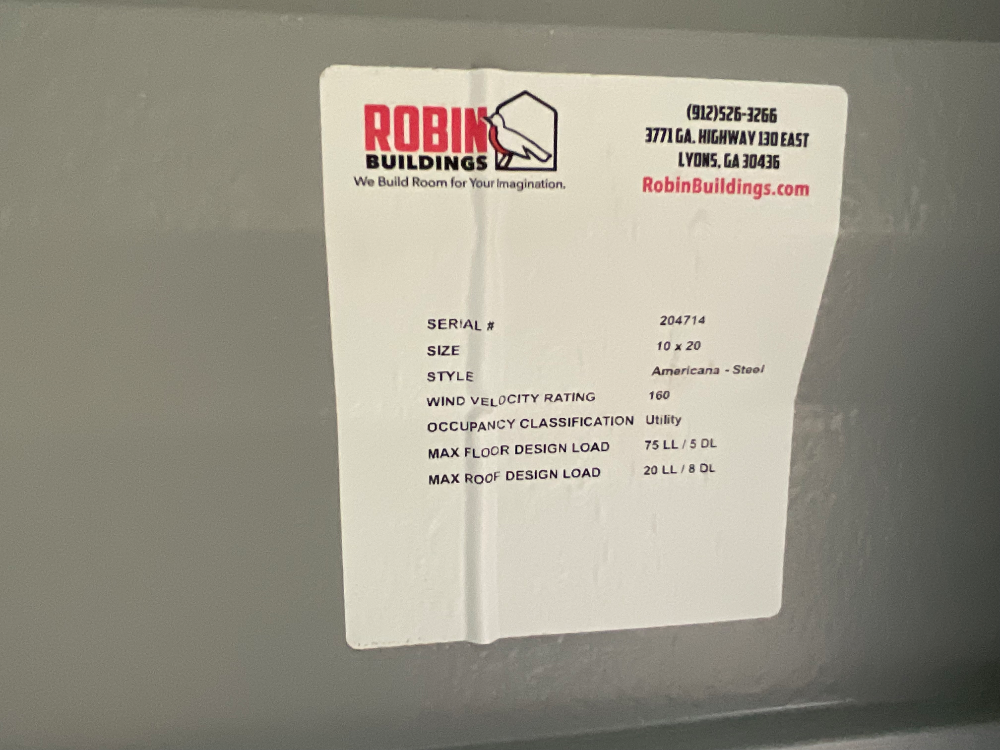 ROBIN
BUILDINGS
We Build Room for Your Imagination.
(912)526-3266
3771 GA. HIGHWAY 130 EAST
LYONS, GA 30436
RobinBuildings.com
SERIAL # 204714
SIZE 10 x 20
STYLE Americana - Steel
WIND VELOCITY RATING 160
OCCUPANCY CLASSIFICATION Utility
MAX FLOOR DESIGN LOAD 75 LL / 5 DL
MAX ROOF DESIGN LOAD 20 LL / 8 DL